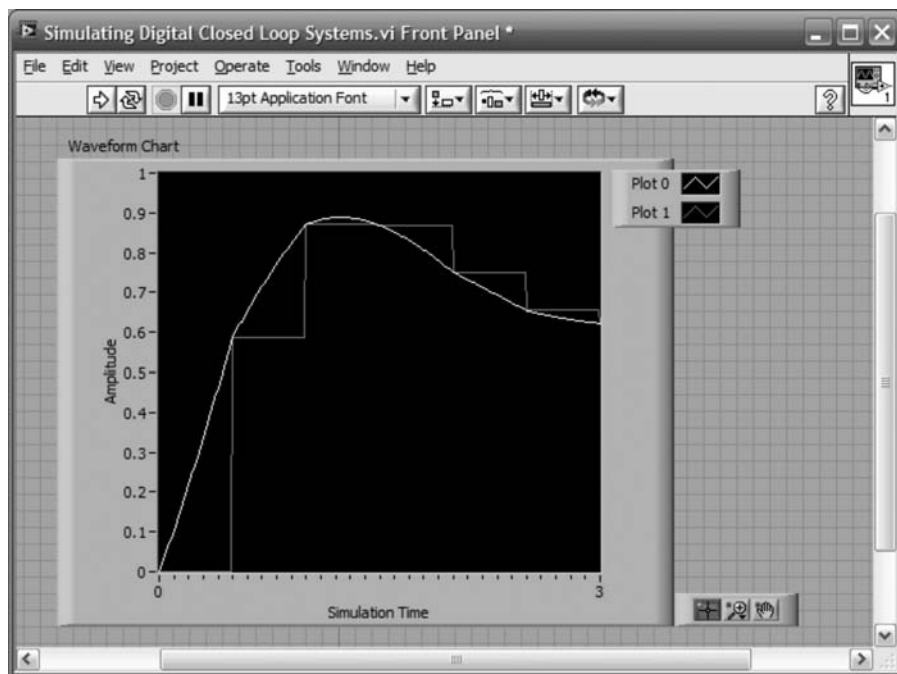 Simulating Digital Closed Loop Systems.vi Front Panel *
File Edit View Project Operate Tools Window Help
13pt Application Font
1
Waveform Chart
Plot 0
Plot 1
1
0.9
0.8
0.7
0.6
0.5
0.4
0.3
0.2
0.1
0
Amplitude
0 3
Simulation Time